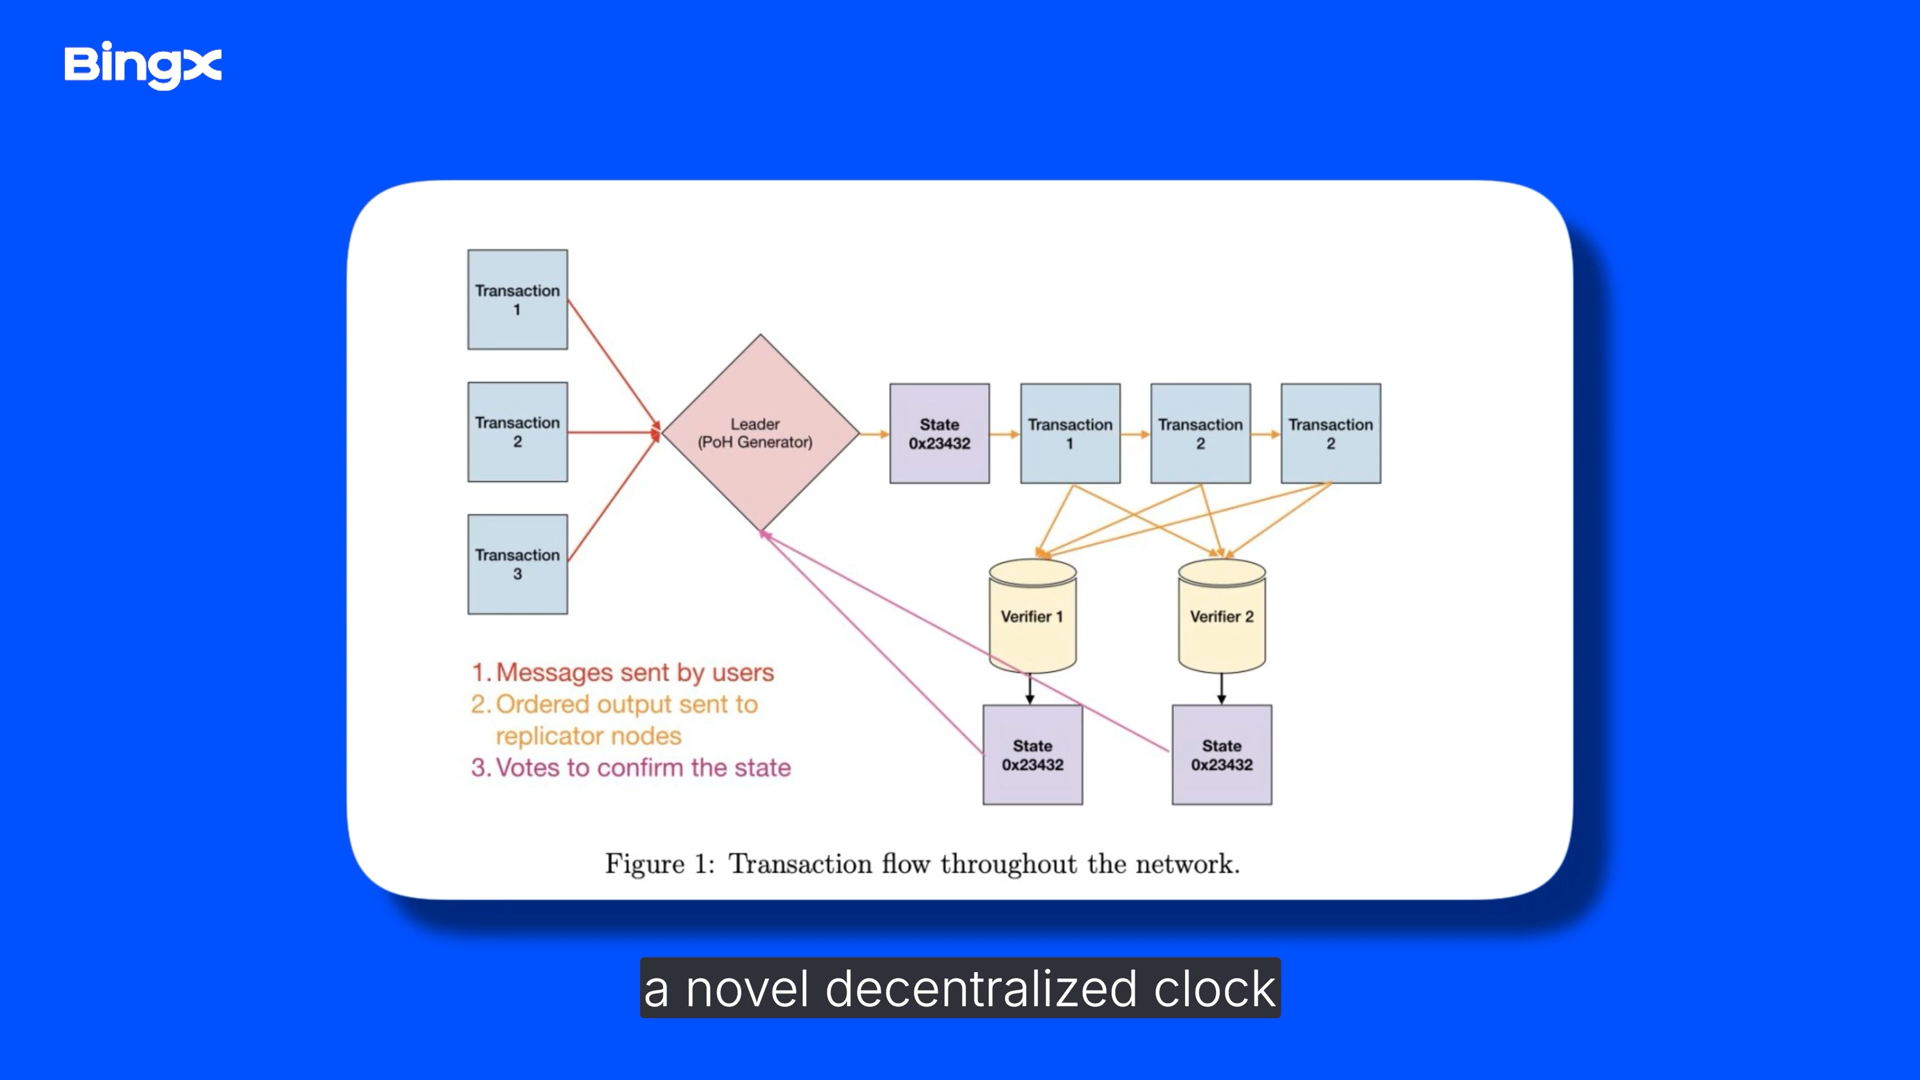 Bingx
Transaction
1
Transaction
2
Transaction
3
Leader
(PoH Generator)
State
0x23432
Transaction
1
Transaction
2
Transaction
2
Verifier 1
Verifier 2
State
0x23432
State
0x23432
1. Messages sent by users
2. Ordered output sent to
replicator nodes
3. Votes to confirm the state
Figure 1: Transaction flow throughout the network.
a novel decentralized clock